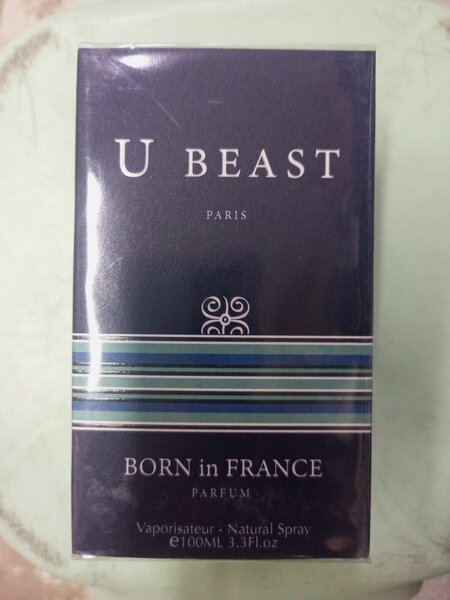 U BEAST
PARIS
BORN in FRANCE
PARFUM
Vaporisateur - Natural Spray
℮100ML 3.3Fl.oz